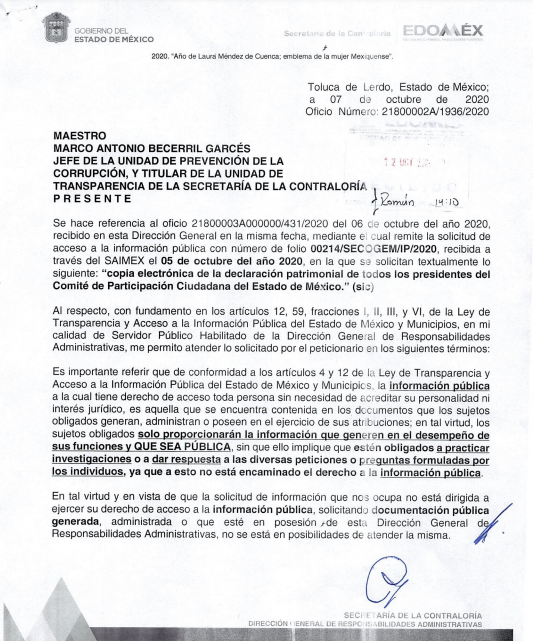 GOBIERNO DEL
ESTADO DE MÉXICO
Secretaría de la Contraloría
EDOMÉX
2020. "Año de Laura Méndez de Cuenca; emblema de la mujer Mexiquense".
Toluca de Lerdo, Estado de México;
a 07 de octubre de 2020
Oficio Número: 21800002A/1936/2020
MAESTRO
MARCO ANTONIO BECERRIL GARCÉS
JEFE DE LA UNIDAD DE PREVENCIÓN DE LA
CORRUPCIÓN, Y TITULAR DE LA UNIDAD DE
TRANSPARENCIA DE LA SECRETARÍA DE LA CONTRALORÍA
P R E S E N T E
Román 14:10
Se hace referencia al oficio 21800003A000000/431/2020 del 06 de octubre del año 2020,
recibido en esta Dirección General en la misma fecha, mediante el cual remite la solicitud de
acceso a la información pública con número de folio 00214/SECOGEM/IP/2020, recibida a
través del SAIMEX el 05 de octubre del año 2020, en la que se solicitan textualmente lo
siguiente: "copia electrónica de la declaración patrimonial de todos los presidentes del
Comité de Participación Ciudadana del Estado de México." (sic)
Al respecto, con fundamento en los artículos 12, 59, fracciones I, II, III, y VI, de la Ley de
Transparencia y Acceso a la Información Pública del Estado de México y Municipios, en mi
calidad de Servidor Público Habilitado de la Dirección General de Responsabilidades
Administrativas, me permito atender lo solicitado por el peticionario en los siguientes términos:
Es importante referir que de conformidad a los artículos 4 y 12 de la Ley de Transparencia y
Acceso a la Información Pública del Estado de México y Municipios, la información pública
a la cual tiene derecho de acceso toda persona sin necesidad de acreditar su personalidad ni
interés jurídico, es aquella que se encuentra contenida en los documentos que los sujetos
obligados generan, administran o poseen en el ejercicio de sus atribuciones; en tal virtud, los
sujetos obligados solo proporcionarán la información que generen en el desempeño de
sus funciones y QUE SEA PÚBLICA, sin que ello implique que estén obligados a practicar
investigaciones o a dar respuesta a las diversas peticiones o preguntas formuladas por
los individuos, ya que a esto no está encaminado el derecho a la información pública.
En tal virtud y en vista de que la solicitud de información que nos ocupa no está dirigida a
ejercer su derecho de acceso a la información pública, solicitando documentación pública
generada, administrada o que esté en posesión de esta Dirección General de
Responsabilidades Administrativas, no se está en posibilidades de atender la misma.
SECRETARÍA DE LA CONTRALORÍA
DIRECCIÓN GENERAL DE RESPONSABILIDADES ADMINISTRATIVAS